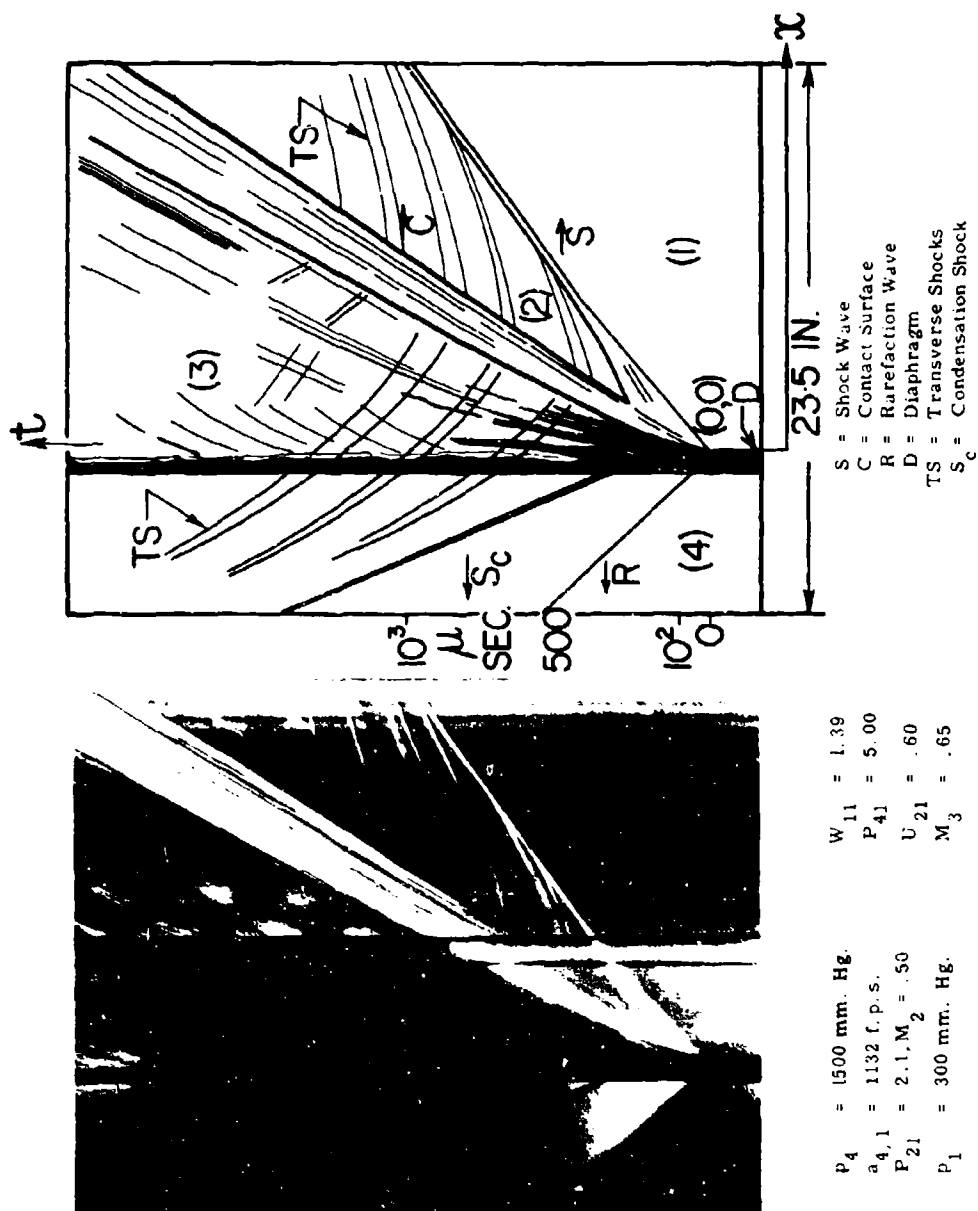 t
x
TS
C
S
(3)
(2)
(1)
(0,0)
D
TS
Sc
R
(4)
10³
μ
SEC.
500
10²
0
23.5 IN.
S = Shock Wave
C = Contact Surface
R = Rarefaction Wave
D = Diaphragm
TS = Transverse Shocks
Sc = Condensation Shock
P4 = 1500 mm. Hg.
a4,1 = 1132 f.p.s.
P21 = 2.1, M2 = .50
P1 = 300 mm. Hg.
W11 = 1.39
P41 = 5.00
U21 = .60
M3 = .65